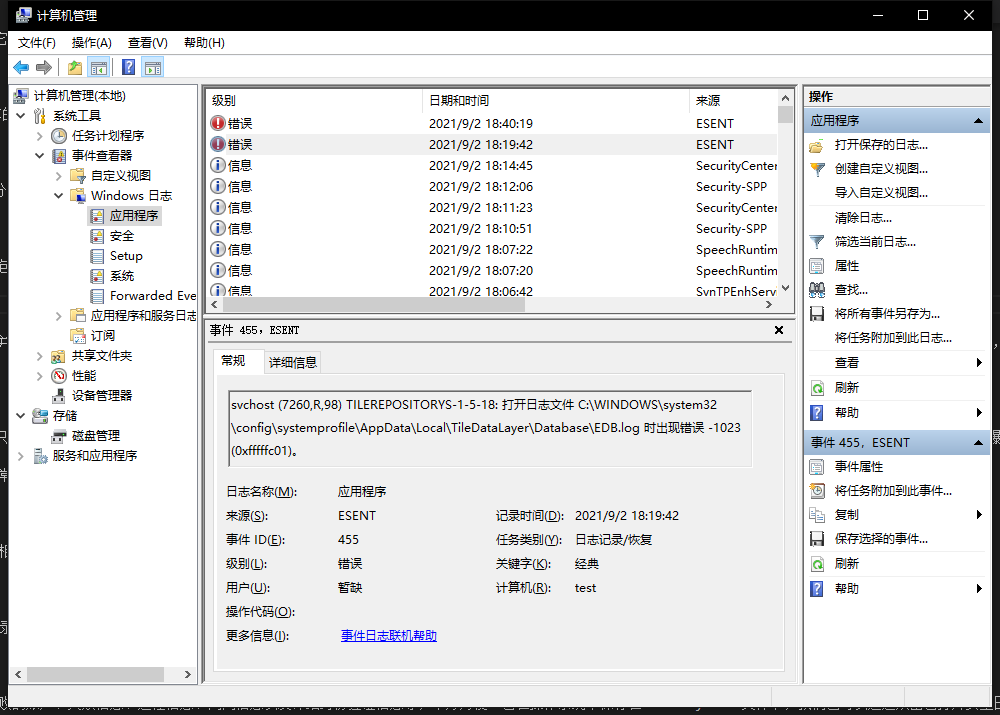 计算机管理
文件(F) 操作(A) 查看(V) 帮助(H)
计算机管理(本地)
系统工具
任务计划程序
事件查看器
自定义视图
Windows 日志
应用程序
安全
Setup
系统
Forwarded Eve
应用程序和服务日志
订阅
共享文件夹
性能
设备管理器
存储
磁盘管理
服务和应用程序
级别 日期和时间 来源
错误 2021/9/2 18:40:19 ESENT
错误 2021/9/2 18:19:42 ESENT
信息 2021/9/2 18:14:45 SecurityCenter
信息 2021/9/2 18:12:06 Security-SPP
信息 2021/9/2 18:11:23 SecurityCenter
信息 2021/9/2 18:10:51 Security-SPP
信息 2021/9/2 18:07:22 SpeechRuntim
信息 2021/9/2 18:07:20 SpeechRuntim
信息 2021/9/2 18:06:42 SynTPEnhServ
事件 455，ESENT
常规 详细信息
svchost (7260,R,98) TILEREPOSITORYS-1-5-18: 打开日志文件 C:\WINDOWS\system32
\config\systemprofile\AppData\Local\TileDataLayer\Database\EDB.log 时出现错误 -1023
(0xfffffc01)。
日志名称(M): 应用程序
来源(S): ESENT 记录时间(D): 2021/9/2 18:19:42
事件 ID(E): 455 任务类别(Y): 日志记录/恢复
级别(L): 错误 关键字(K): 经典
用户(U): 暂缺 计算机(R): test
操作代码(O):
更多信息(I): 事件日志联机帮助
操作
应用程序
打开保存的日志...
创建自定义视图...
导入自定义视图...
清除日志...
筛选当前日志...
属性
查找...
将所有事件另存为...
将任务附加到此日志...
查看
刷新
帮助
事件 455，ESENT
事件属性
将任务附加到此事件...
复制
保存选择的事件...
刷新
帮助